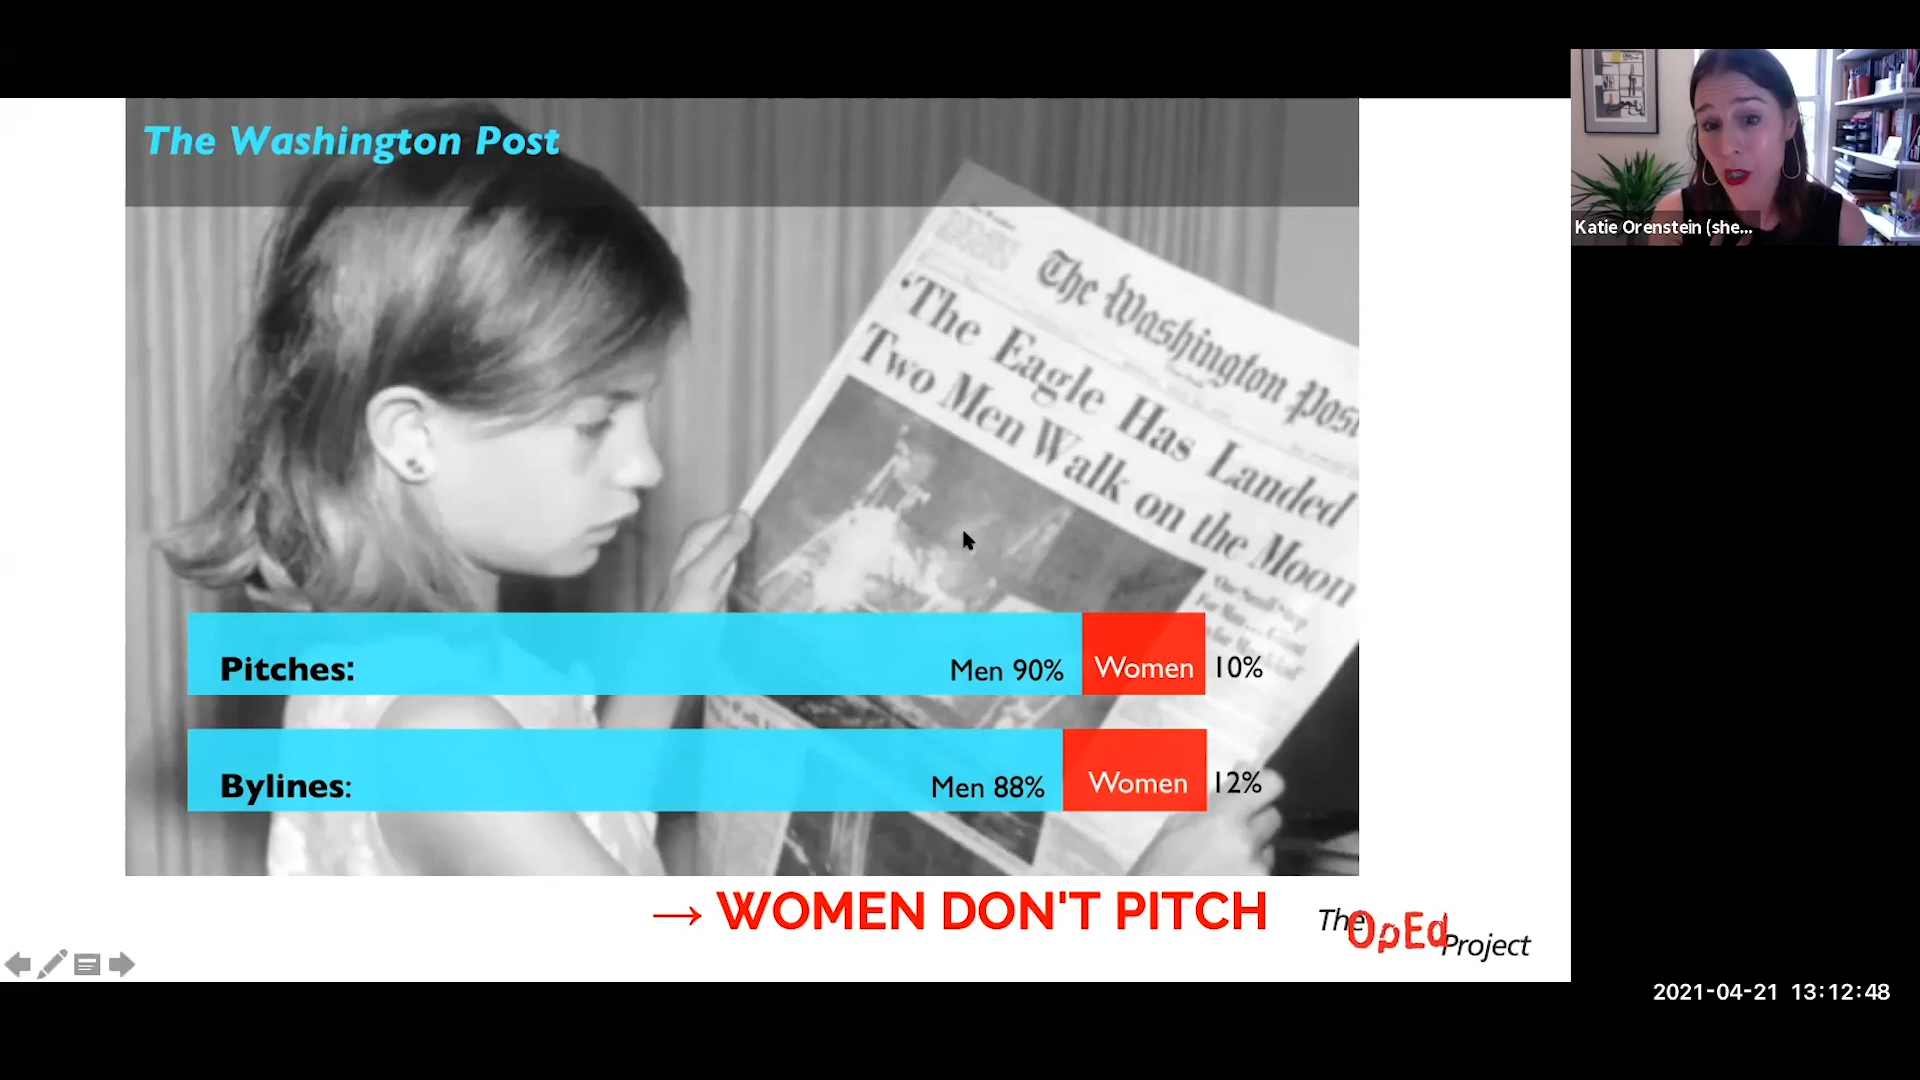 The Washington Post
Katie Orenstein (she...
The Washington Post
'The Eagle Has Landed
Two Men Walk on the Moon
Pitches: Men 90% Women 10%
Bylines: Men 88% Women 12%
→ WOMEN DON'T PITCH
The OpEd Project
2021-04-21 13:12:48